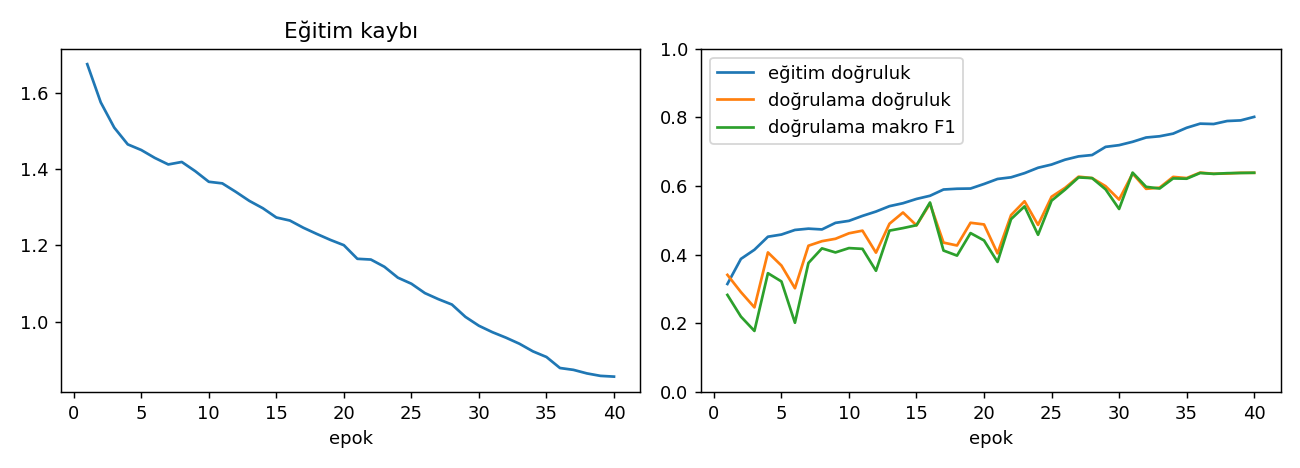 Eğitim kaybı
1.6
1.4
1.2
1.0
0 5 10 15 20 25 30 35 40
epok
1.0
0.8
0.6
0.4
0.2
0.0
eğitim doğruluk
doğrulama doğruluk
doğrulama makro F1
0 5 10 15 20 25 30 35 40
epok